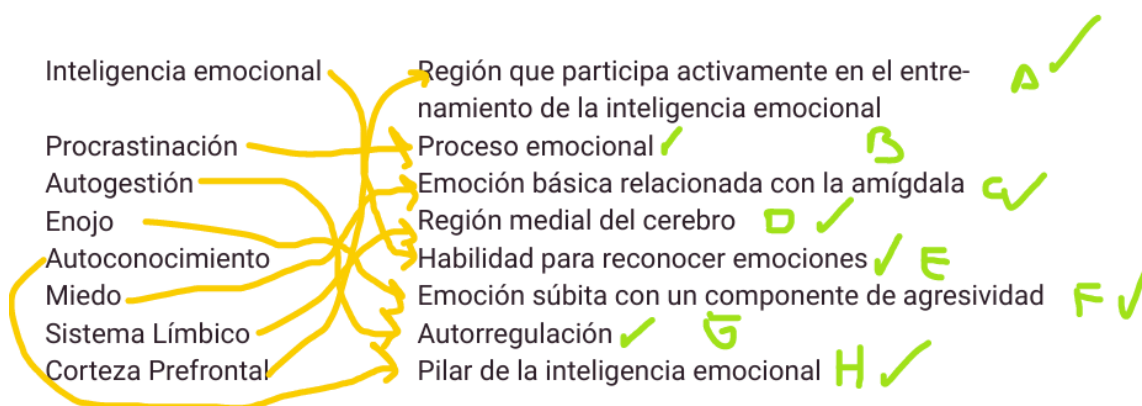 Inteligencia emocional Región que participa activamente en el entre- A
namiento de la inteligencia emocional
Procrastinación Proceso emocional B
Autogestión Emoción básica relacionada con la amígdala C
Enojo Región medial del cerebro D
Autoconocimiento Habilidad para reconocer emociones E
Miedo Emoción súbita con un componente de agresividad F
Sistema Límbico Autorregulación G
Corteza Prefrontal Pilar de la inteligencia emocional H